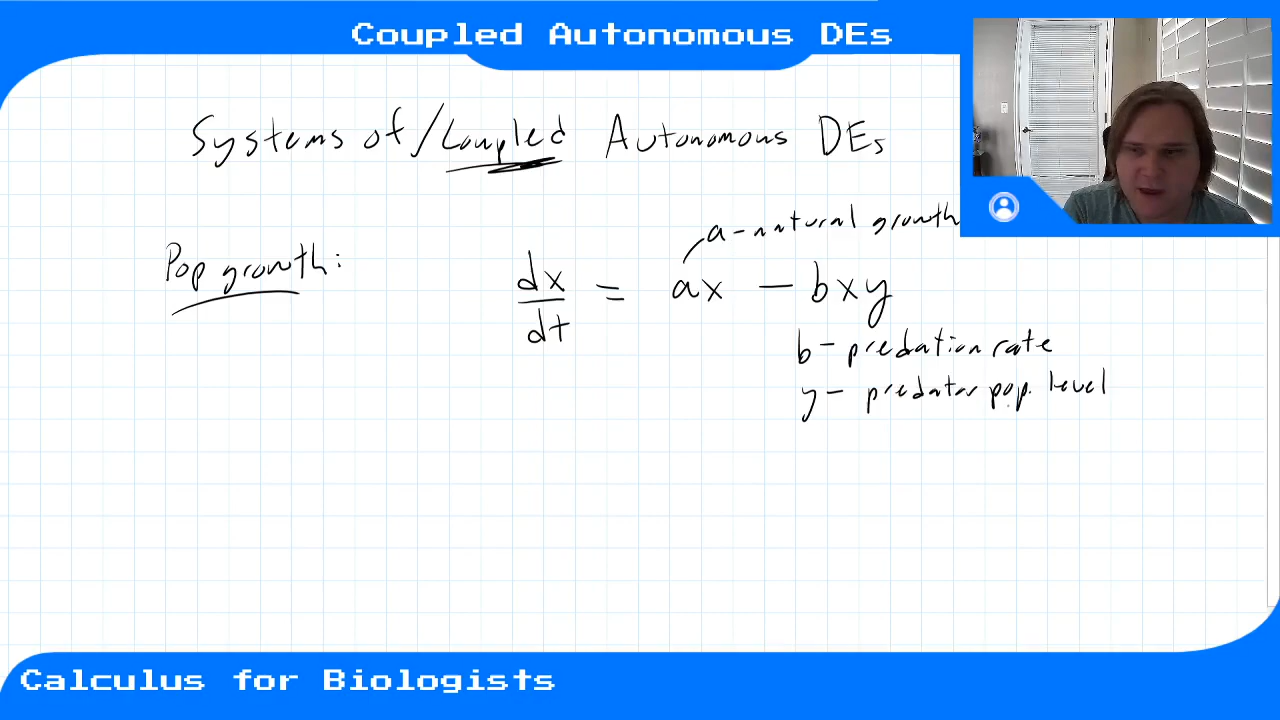 Coupled Autonomous DEs
Systems of / Coupled Autonomous DEs
a - natural growth
Pop growth:
dx/dt = ax - bxy
b - predation rate
y - predator pop. level
Calculus for Biologists